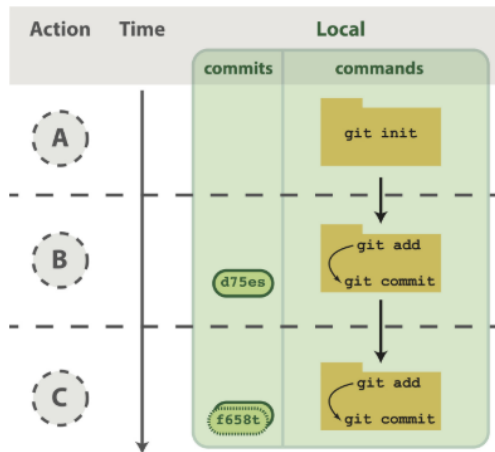 Action Time Local
commits commands
A
git init
B
git add
d75es git commit
C
git add
f658t git commit